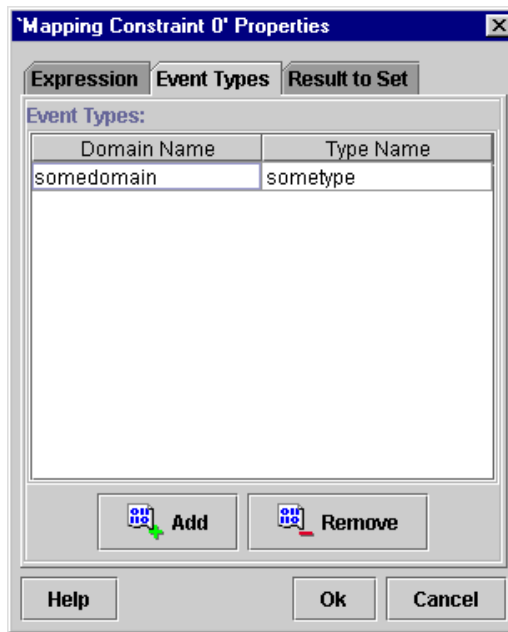 `Mapping Constraint 0' Properties
Expression Event Types Result to Set
Event Types:
Domain Name Type Name
somedomain sometype
Add Remove
Help Ok Cancel